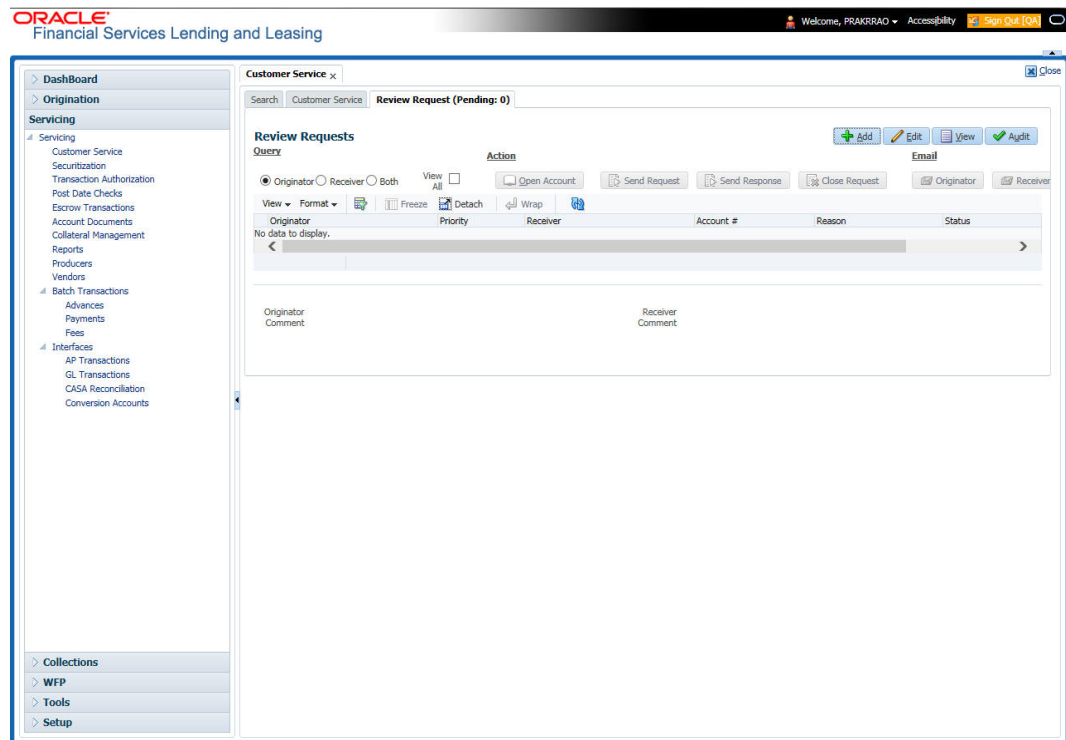 ORACLE
Financial Services Lending and Leasing
Welcome, PRAKRRAO Accessibility Sign Out [QA]
Close
DashBoard
Origination
Servicing
Servicing
Customer Service
Securitization
Transaction Authorization
Post Date Checks
Escrow Transactions
Account Documents
Collateral Management
Reports
Producers
Vendors
Batch Transactions
Advances
Payments
Fees
Interfaces
AP Transactions
GL Transactions
CASA Reconciliation
Conversion Accounts
Collections
WFP
Tools
Setup
Customer Service x
Search Customer Service Review Request (Pending: 0)
Review Requests
Add Edit View Audit
Query Action Email
Originator Receiver Both View All Open Account Send Request Send Response Close Request Originator Receiver
View Format Freeze Detach Wrap
Originator Priority Receiver Account # Reason Status
No data to display.
Originator Comment
Receiver Comment